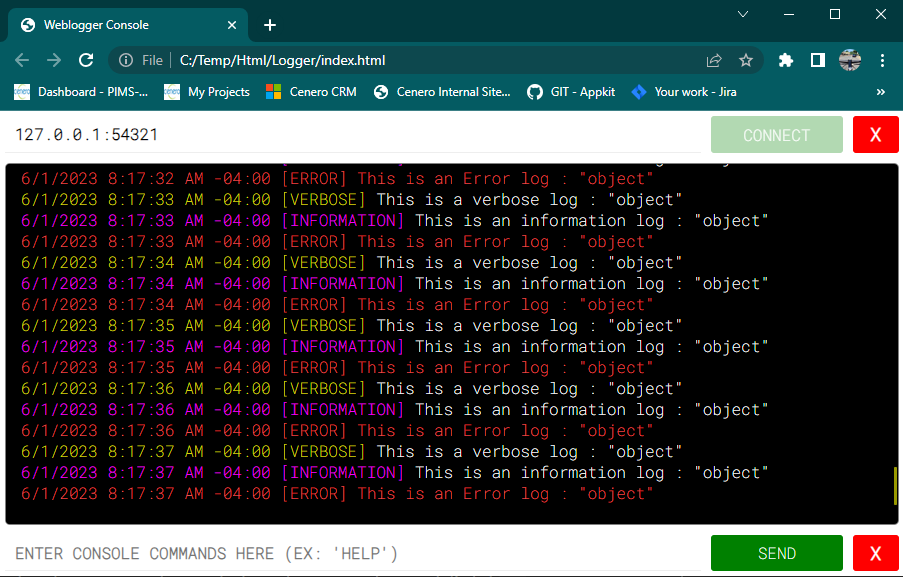 Weblogger Console
File C:/Temp/Html/Logger/index.html
Dashboard - PIMS-... My Projects Cenero CRM Cenero Internal Site... GIT - Appkit Your work - Jira »
127.0.0.1:54321 CONNECT X
6/1/2023 8:17:32 AM -04:00 [ERROR] This is an Error log : "object"
6/1/2023 8:17:33 AM -04:00 [VERBOSE] This is a verbose log : "object"
6/1/2023 8:17:33 AM -04:00 [INFORMATION] This is an information log : "object"
6/1/2023 8:17:33 AM -04:00 [ERROR] This is an Error log : "object"
6/1/2023 8:17:34 AM -04:00 [VERBOSE] This is a verbose log : "object"
6/1/2023 8:17:34 AM -04:00 [INFORMATION] This is an information log : "object"
6/1/2023 8:17:34 AM -04:00 [ERROR] This is an Error log : "object"
6/1/2023 8:17:35 AM -04:00 [VERBOSE] This is a verbose log : "object"
6/1/2023 8:17:35 AM -04:00 [INFORMATION] This is an information log : "object"
6/1/2023 8:17:35 AM -04:00 [ERROR] This is an Error log : "object"
6/1/2023 8:17:36 AM -04:00 [VERBOSE] This is a verbose log : "object"
6/1/2023 8:17:36 AM -04:00 [INFORMATION] This is an information log : "object"
6/1/2023 8:17:36 AM -04:00 [ERROR] This is an Error log : "object"
6/1/2023 8:17:37 AM -04:00 [VERBOSE] This is a verbose log : "object"
6/1/2023 8:17:37 AM -04:00 [INFORMATION] This is an information log : "object"
6/1/2023 8:17:37 AM -04:00 [ERROR] This is an Error log : "object"
ENTER CONSOLE COMMANDS HERE (EX: 'HELP') SEND X